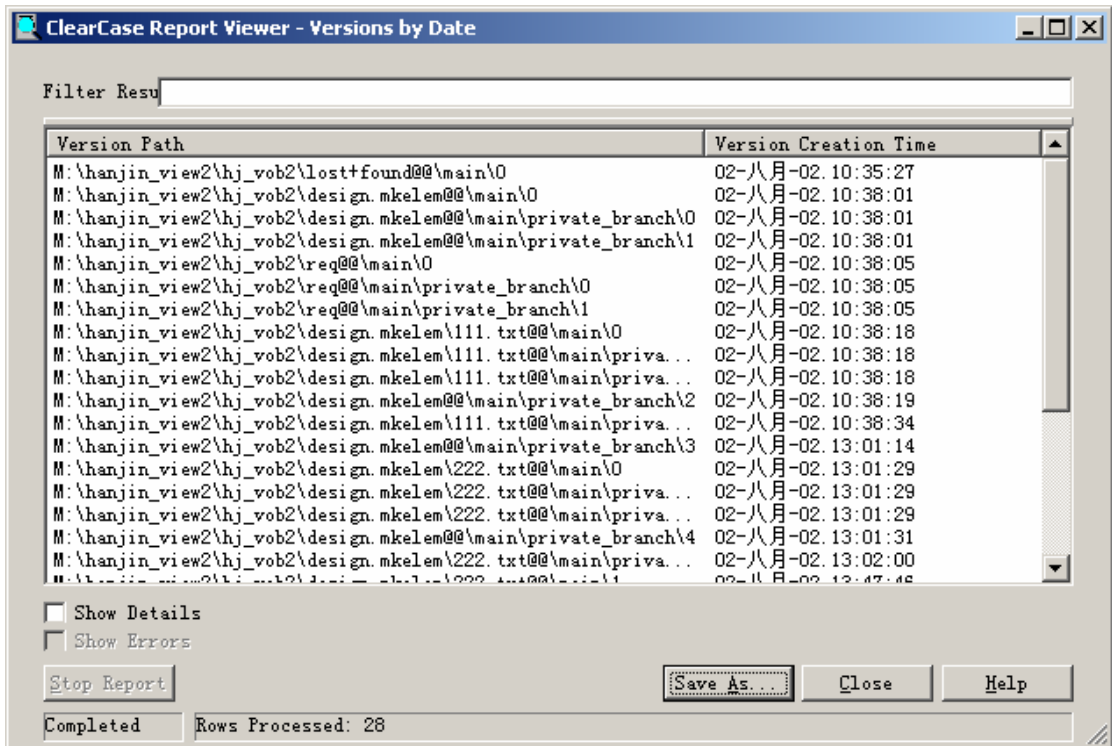 ClearCase Report Viewer - Versions by Date
Filter Resu
Version Path Version Creation Time
M:\hanjin_view2\hj_vob2\lost+found@@\main\0 02-八月-02.10:35:27
M:\hanjin_view2\hj_vob2\design.mkelem@@\main\0 02-八月-02.10:38:01
M:\hanjin_view2\hj_vob2\design.mkelem@@\main\private_branch\0 02-八月-02.10:38:01
M:\hanjin_view2\hj_vob2\design.mkelem@@\main\private_branch\1 02-八月-02.10:38:01
M:\hanjin_view2\hj_vob2\req@@\main\0 02-八月-02.10:38:05
M:\hanjin_view2\hj_vob2\req@@\main\private_branch\0 02-八月-02.10:38:05
M:\hanjin_view2\hj_vob2\req@@\main\private_branch\1 02-八月-02.10:38:05
M:\hanjin_view2\hj_vob2\design.mkelem\111.txt@@\main\0 02-八月-02.10:38:18
M:\hanjin_view2\hj_vob2\design.mkelem\111.txt@@\main\priva... 02-八月-02.10:38:18
M:\hanjin_view2\hj_vob2\design.mkelem\111.txt@@\main\priva... 02-八月-02.10:38:18
M:\hanjin_view2\hj_vob2\design.mkelem@@\main\private_branch\2 02-八月-02.10:38:19
M:\hanjin_view2\hj_vob2\design.mkelem\111.txt@@\main\priva... 02-八月-02.10:38:34
M:\hanjin_view2\hj_vob2\design.mkelem@@\main\private_branch\3 02-八月-02.13:01:14
M:\hanjin_view2\hj_vob2\design.mkelem\222.txt@@\main\0 02-八月-02.13:01:29
M:\hanjin_view2\hj_vob2\design.mkelem\222.txt@@\main\priva... 02-八月-02.13:01:29
M:\hanjin_view2\hj_vob2\design.mkelem\222.txt@@\main\priva... 02-八月-02.13:01:29
M:\hanjin_view2\hj_vob2\design.mkelem@@\main\private_branch\4 02-八月-02.13:01:31
M:\hanjin_view2\hj_vob2\design.mkelem\222.txt@@\main\priva... 02-八月-02.13:02:00
Show Details
Show Errors
Stop Report Save As... Close Help
Completed Rows Processed: 28